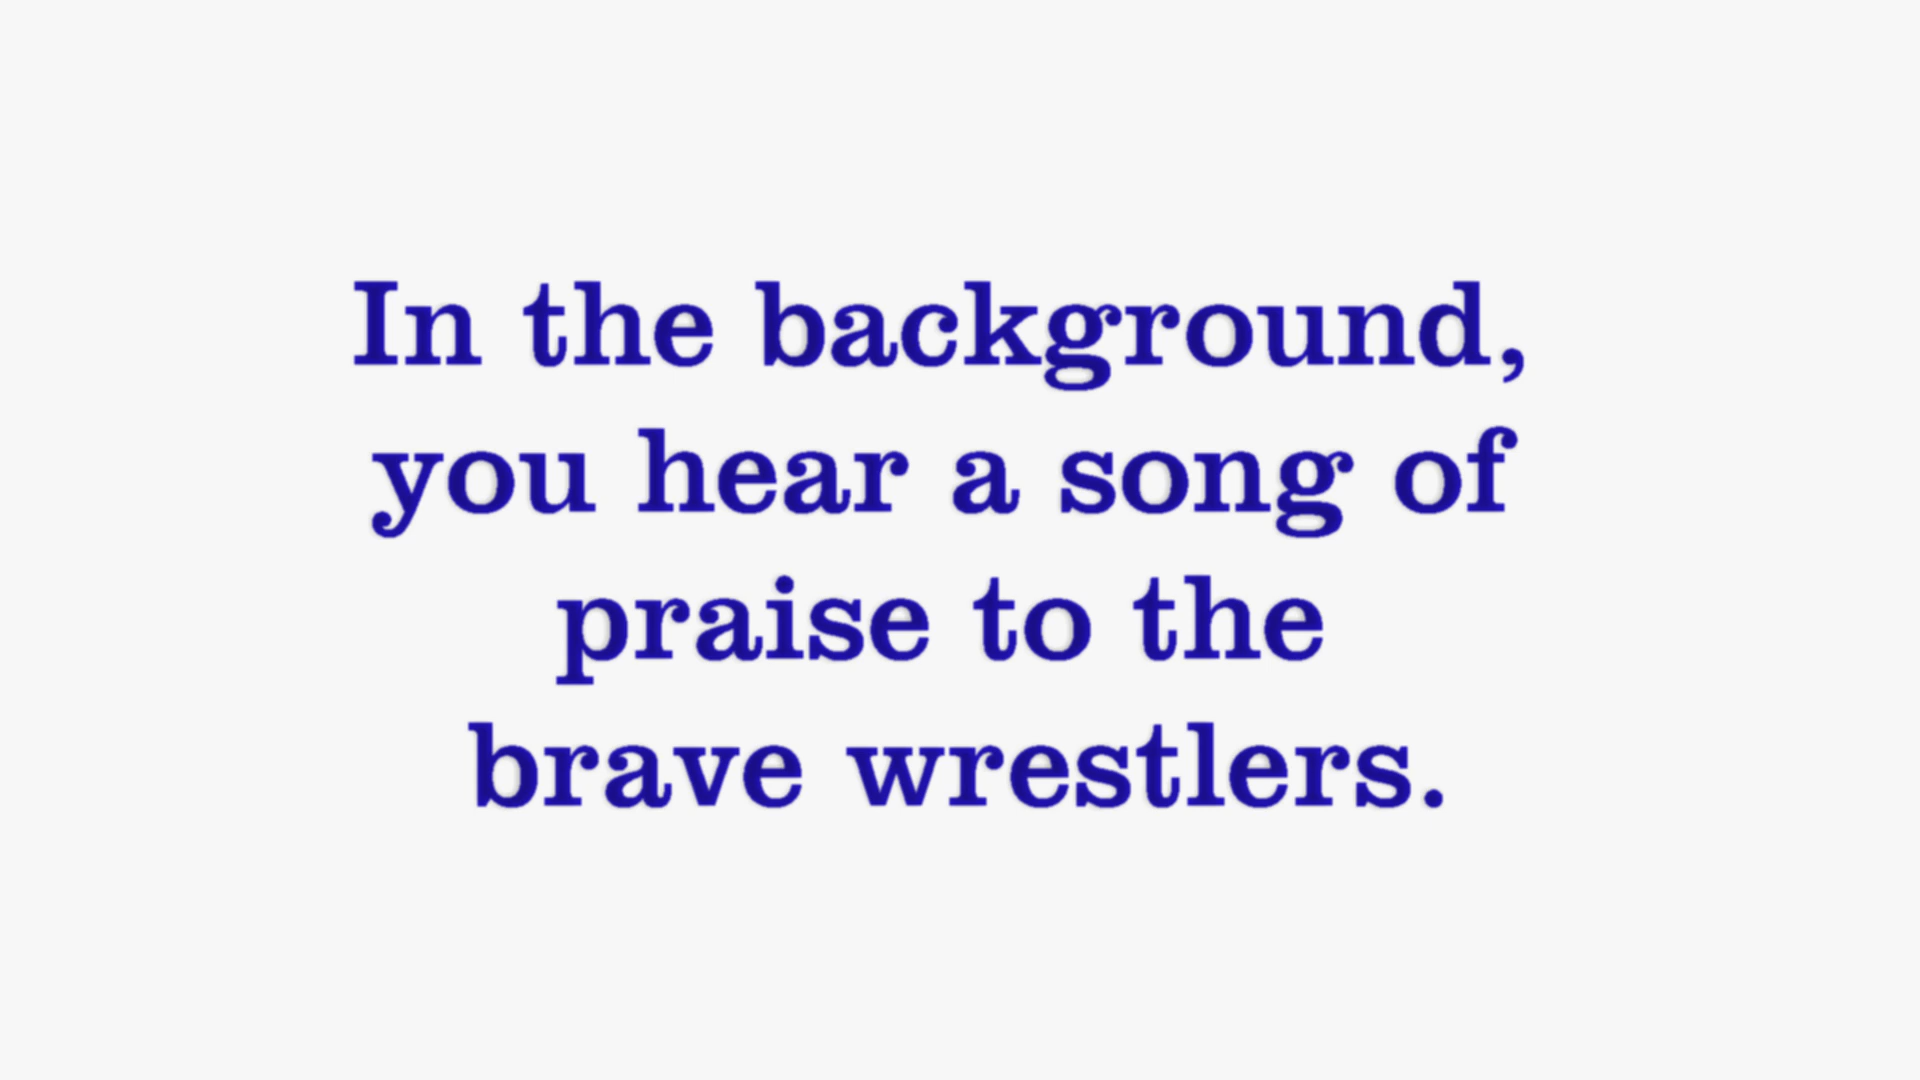 In the background,
you hear a song of
praise to the
brave wrestlers.